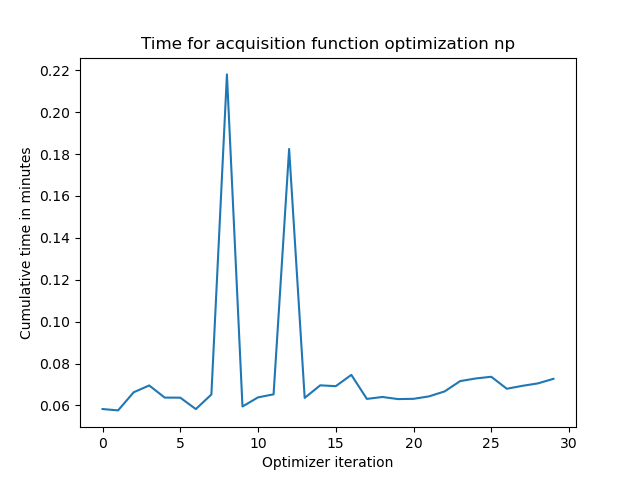 Time for acquisition function optimization np
0.22
0.20
0.18
0.16
0.14
0.12
0.10
0.08
0.06
Cumulative time in minutes
0 5 10 15 20 25 30
Optimizer iteration